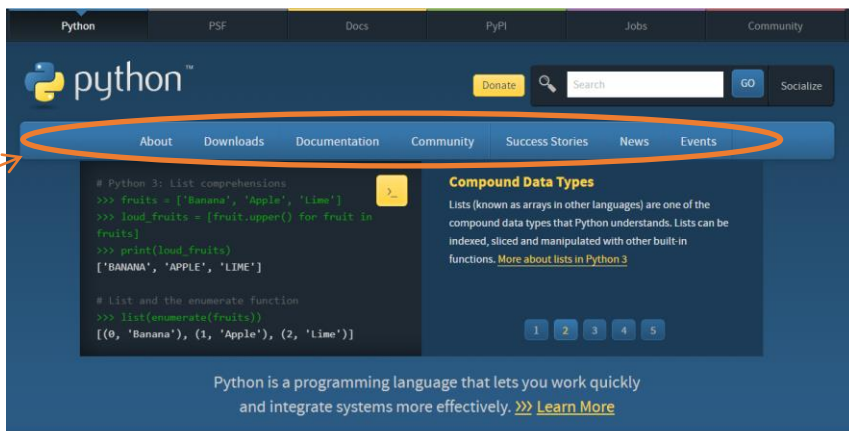 Python PSF Docs PyPI Jobs Community
python™
Donate Search GO Socialize
About Downloads Documentation Community Success Stories News Events
# Python 3: List comprehensions
>>> fruits = ['Banana', 'Apple', 'Lime']
>>> loud_fruits = [fruit.upper() for fruit in
fruits]
>>> print(loud_fruits)
['BANANA', 'APPLE', 'LIME']
# List and the enumerate function
>>> list(enumerate(fruits))
[(0, 'Banana'), (1, 'Apple'), (2, 'Lime')]
>_
Compound Data Types
Lists (known as arrays in other languages) are one of the
compound data types that Python understands. Lists can be
indexed, sliced and manipulated with other built-in
functions. More about lists in Python 3
1 2 3 4 5
Python is a programming language that lets you work quickly
and integrate systems more effectively. >>> Learn More